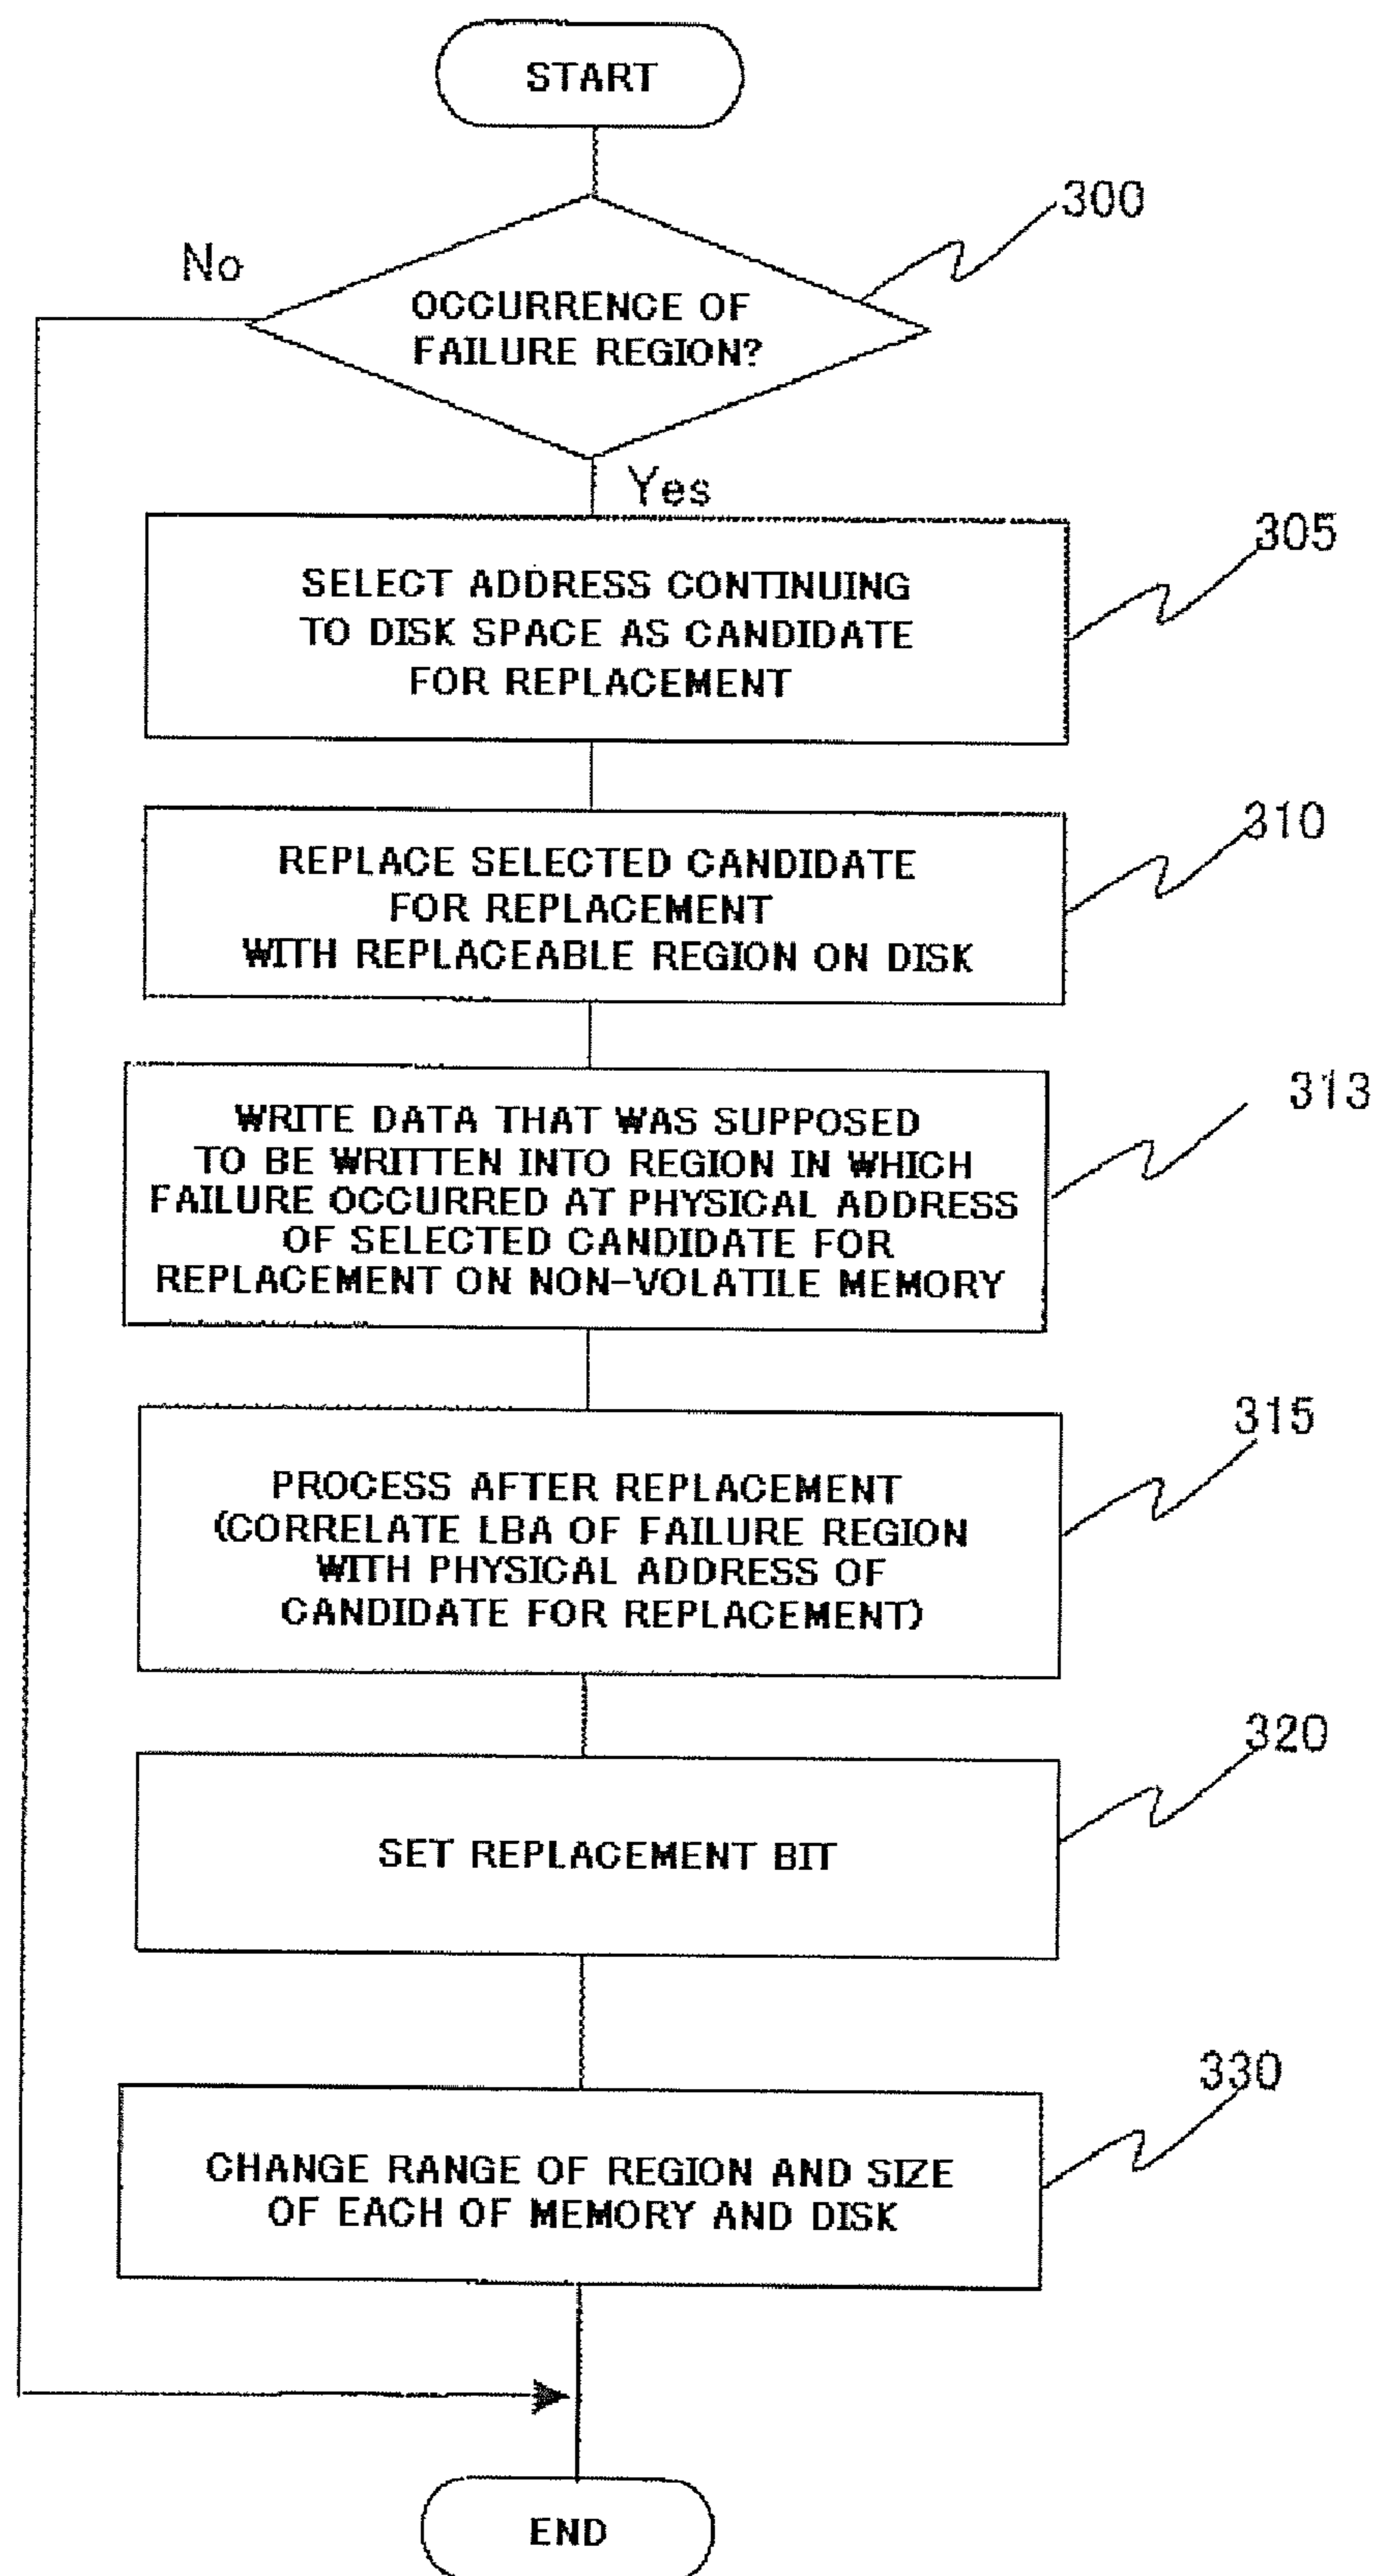 START
300
No
OCCURRENCE OF
FAILURE REGION?
Yes
305
SELECT ADDRESS CONTINUING
TO DISK SPACE AS CANDIDATE
FOR REPLACEMENT
310
REPLACE SELECTED CANDIDATE
FOR REPLACEMENT
WITH REPLACEABLE REGION ON DISK
313
WRITE DATA THAT WAS SUPPOSED
TO BE WRITTEN INTO REGION IN WHICH
FAILURE OCCURRED AT PHYSICAL ADDRESS
OF SELECTED CANDIDATE FOR
REPLACEMENT ON NON-VOLATILE MEMORY
315
PROCESS AFTER REPLACEMENT
(CORRELATE LBA OF FAILURE REGION
WITH PHYSICAL ADDRESS OF
CANDIDATE FOR REPLACEMENT)
320
SET REPLACEMENT BIT
330
CHANGE RANGE OF REGION AND SIZE
OF EACH OF MEMORY AND DISK
END